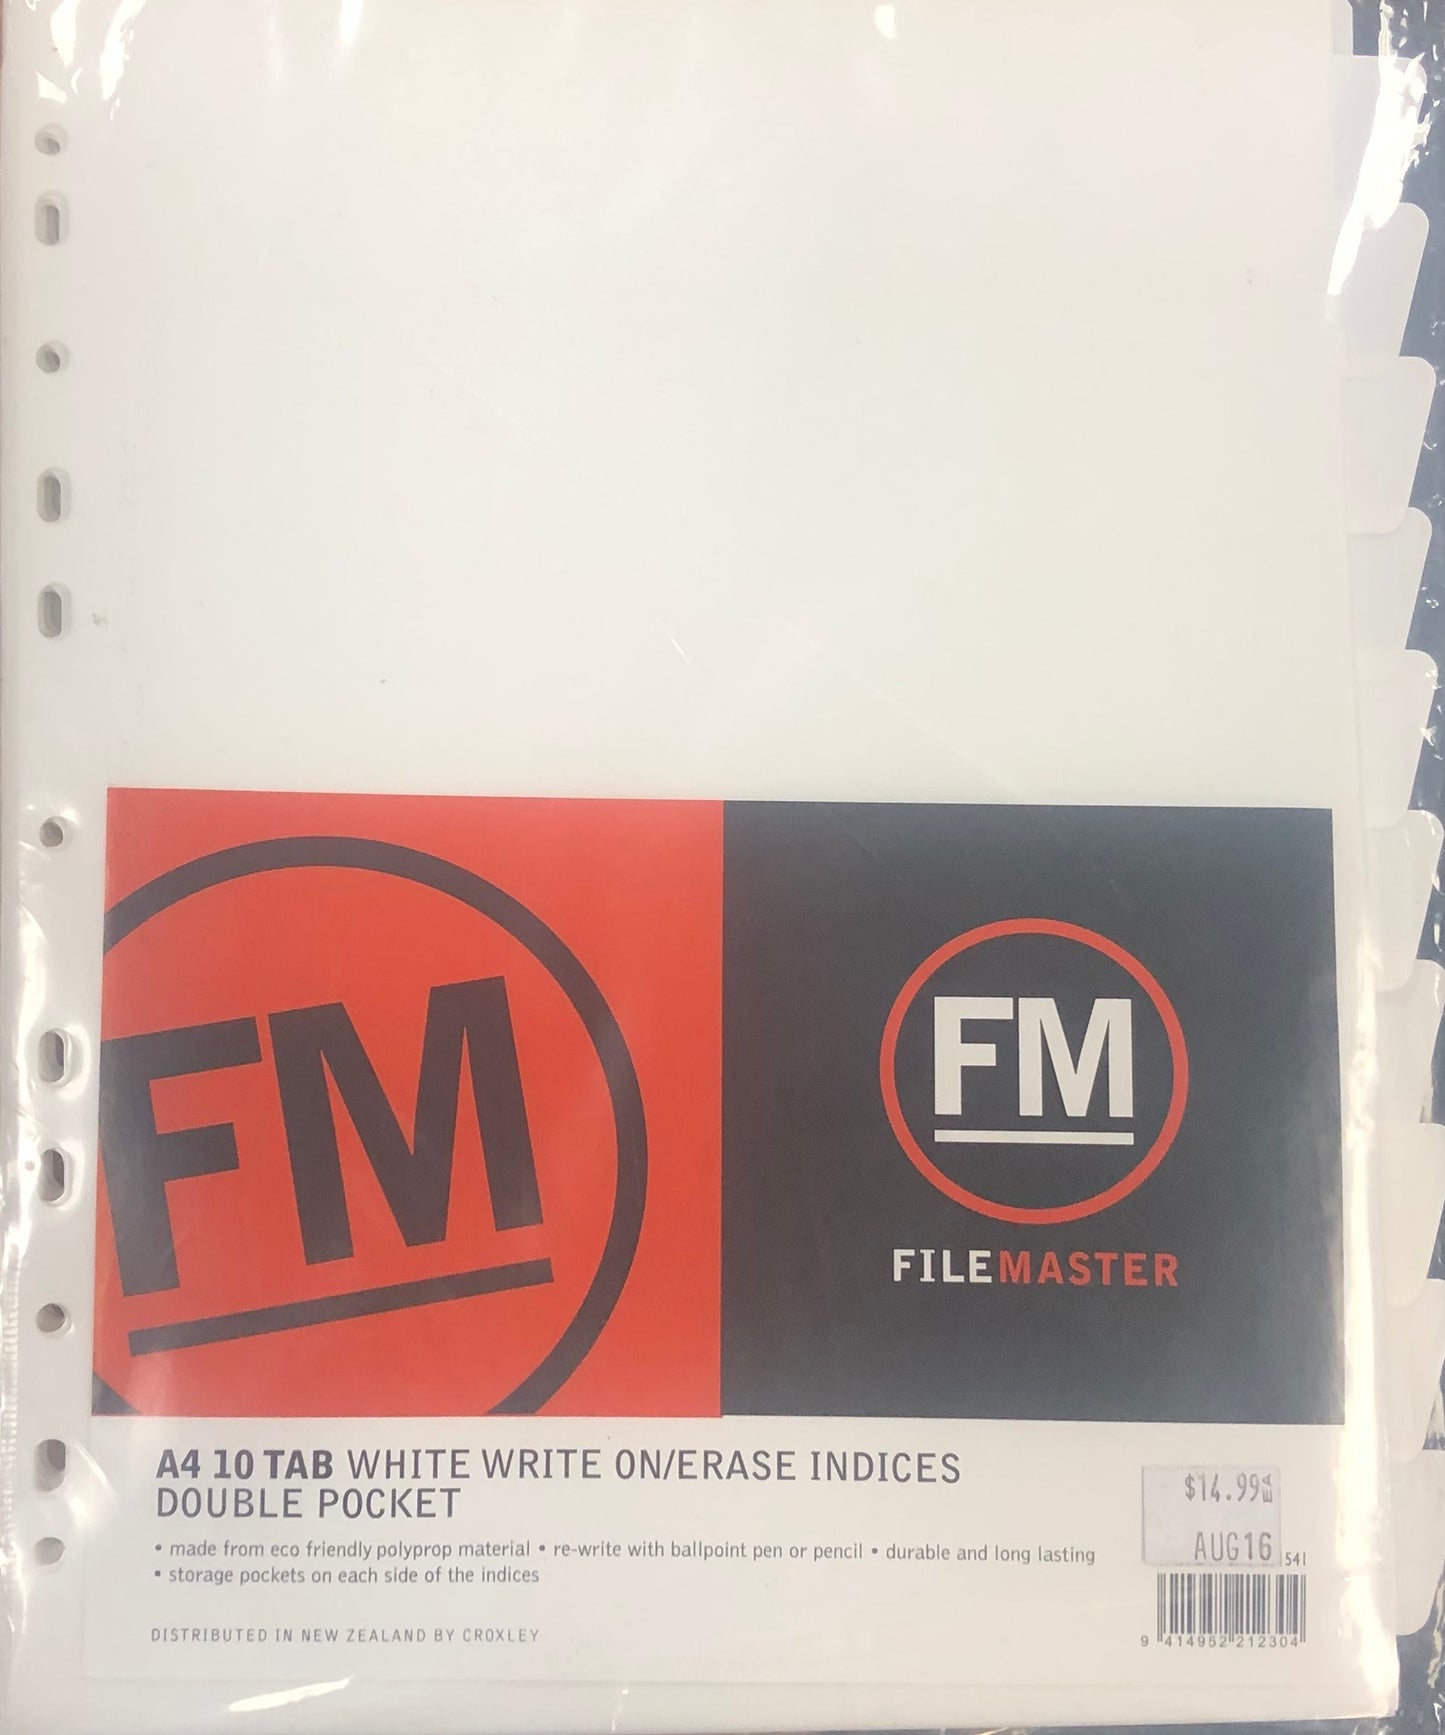 FM
FM
FILEMASTER
A4 10 TAB WHITE WRITE ON/ERASE INDICES
DOUBLE POCKET
• made from eco friendly polyprop material • re-write with ballpoint pen or pencil • durable and long lasting
• storage pockets on each side of the indices
DISTRIBUTED IN NEW ZEALAND BY CROXLEY
$14.99 EA
AUG16
541
9 414952 212304